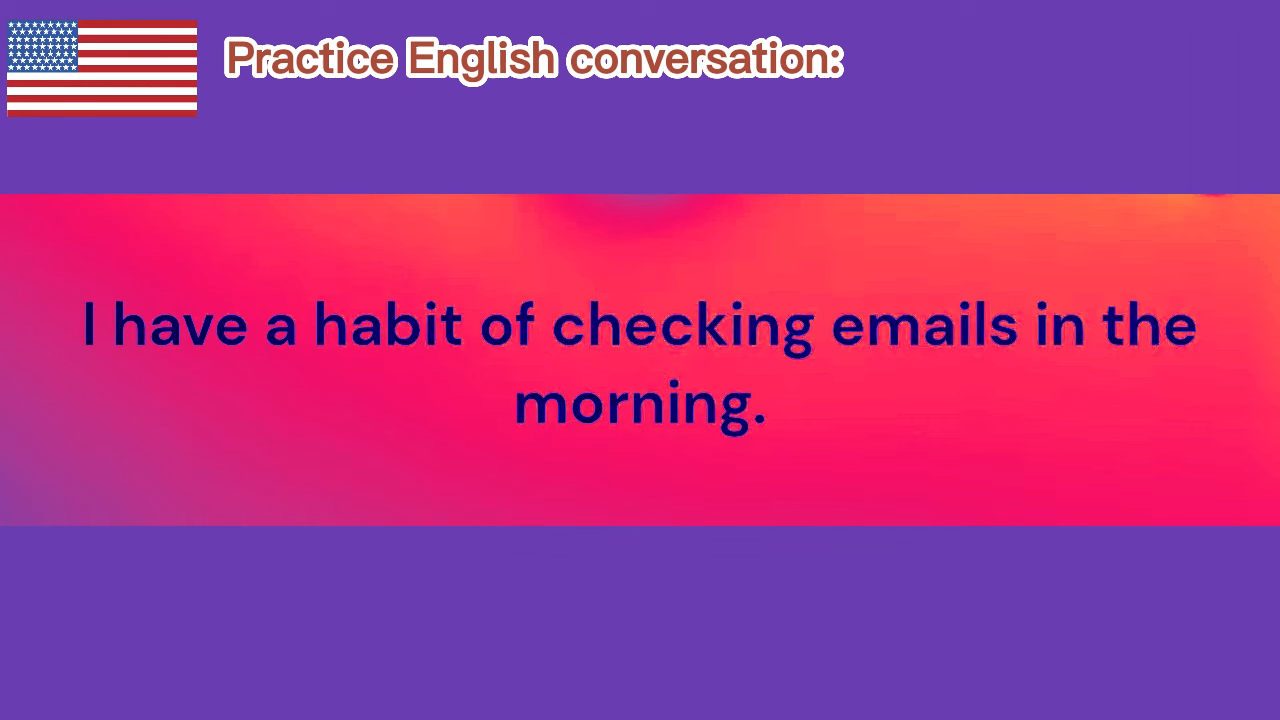 Practice English conversation:
I have a habit of checking emails in the
morning.